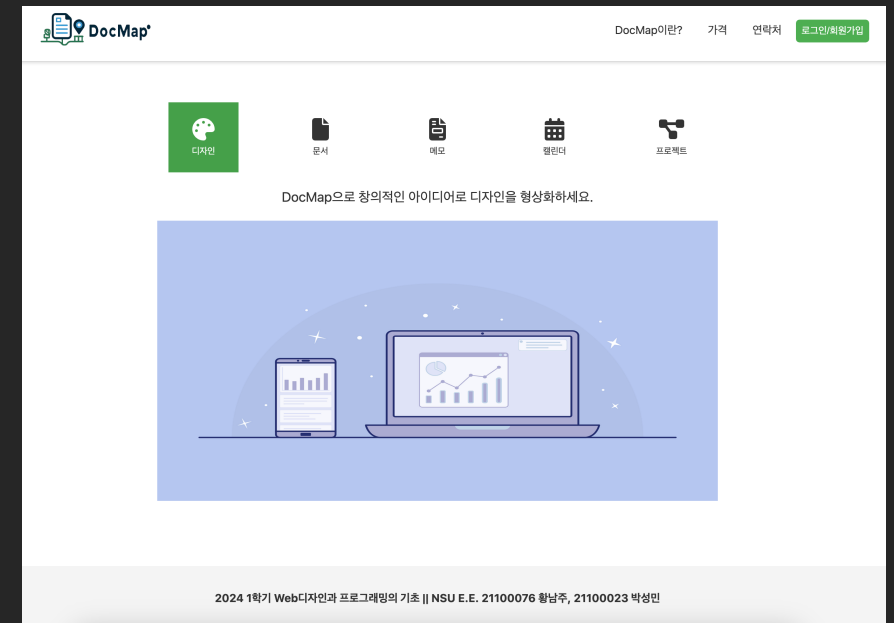 DocMap
DocMap이란?
가격
연락처
로그인/회원가입
디자인
문서
메모
캘린더
프로젝트
DocMap으로 창의적인 아이디어로 디자인을 형상화하세요.
2024 1학기 Web디자인과 프로그래밍의 기초 || NSU E.E. 21100076 황남주, 21100023 박성민